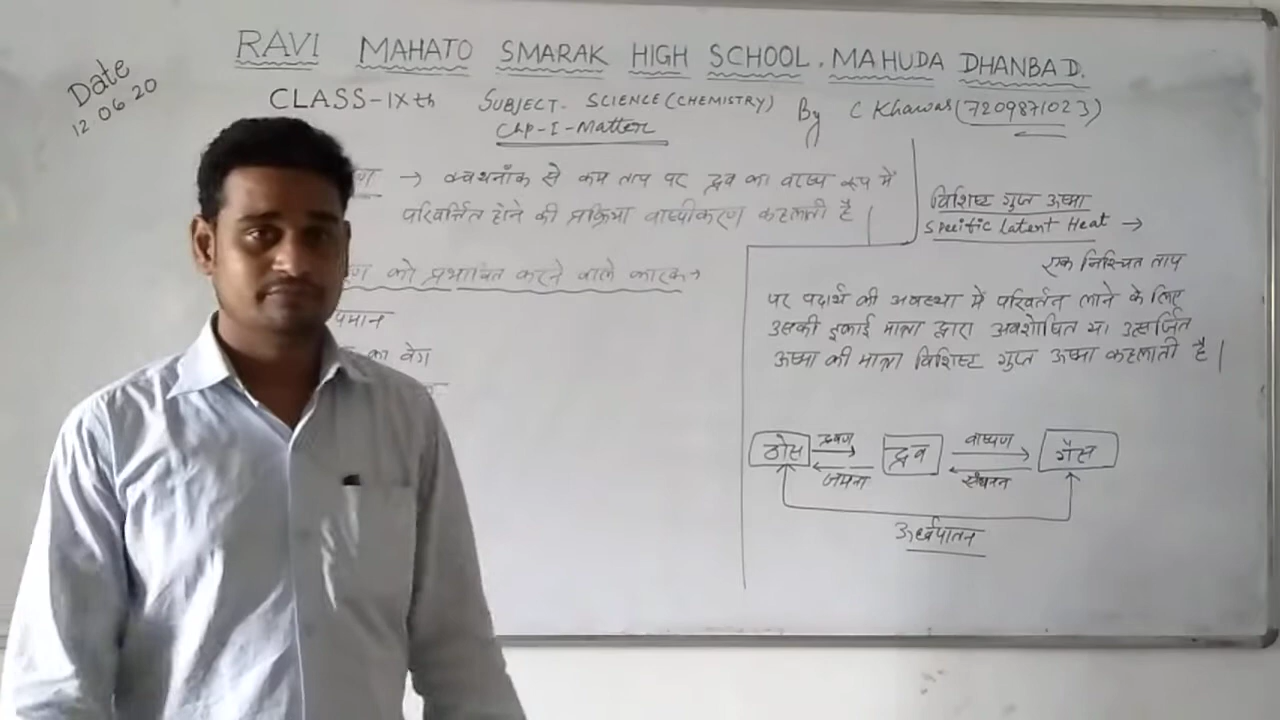 RAVI MAHATO SMARAK HIGH SCHOOL. MAHUDA DHANBAD.
Date
12 06 20
CLASS-IXth SUBJECT- SCIENCE (CHEMISTRY) By C Khawas (7209871023)
Chp-I-Matter
→ क्वथनाँक से कम ताप पर द्रव का वाष्प रूप में
परिवर्तित होने की प्रक्रिया वाष्पीकरण कहलाती है |
को प्रभावित करने वाले कारक→
पमान
का वेग
विशिष्ट गुप्त ऊष्मा
Specific Latent Heat →
एक निश्चित ताप
पर पदार्थ की अवस्था में परिवर्तन लाने के लिए
उसकी इकाई मात्रा द्वारा अवशोषित या उत्सर्जित
ऊष्मा की मात्रा विशिष्ट गुप्त ऊष्मा कहलाती है |
ठोस द्रवण द्रव वाष्पण गैस
जमना संघनन
ऊर्ध्वपातन